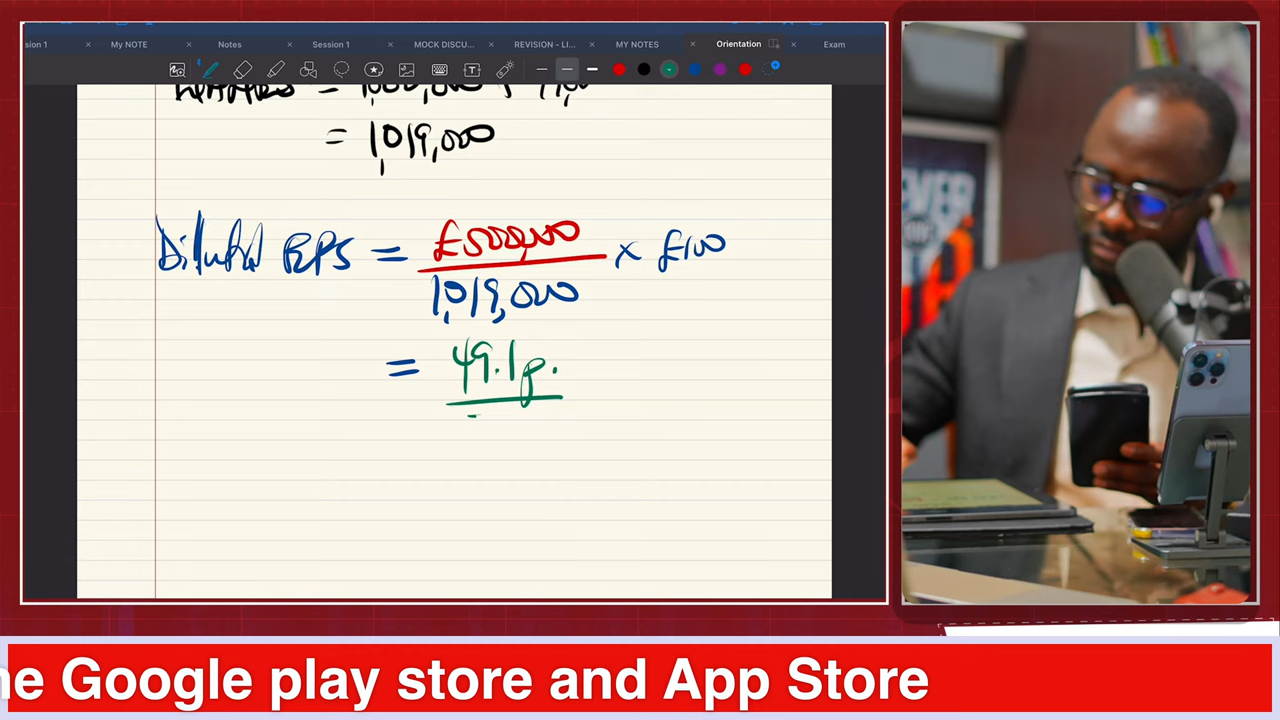 sion 1 My NOTE Notes Session 1 MOCK DISCU... REVISION - LI... MY NOTES Orientation Exam
= 1,019,000
Diluted EPS = £500,000 x £100
1,019,000
= 49.1p.
ne Google play store and App Store